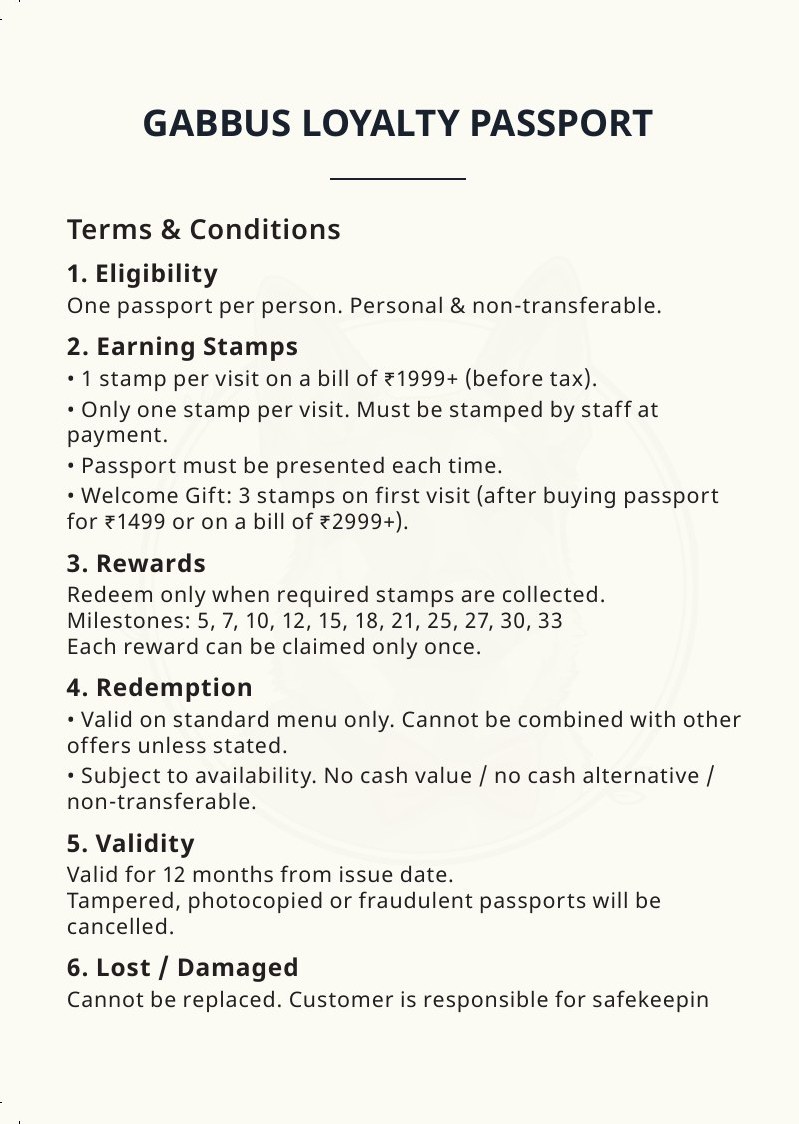 GABBUS LOYALTY PASSPORT
Terms & Conditions
1. Eligibility
One passport per person. Personal & non-transferable.
2. Earning Stamps
• 1 stamp per visit on a bill of ₹1999+ (before tax).
• Only one stamp per visit. Must be stamped by staff at
payment.
• Passport must be presented each time.
• Welcome Gift: 3 stamps on first visit (after buying passport
for ₹1499 or on a bill of ₹2999+).
3. Rewards
Redeem only when required stamps are collected.
Milestones: 5, 7, 10, 12, 15, 18, 21, 25, 27, 30, 33
Each reward can be claimed only once.
4. Redemption
• Valid on standard menu only. Cannot be combined with other
offers unless stated.
• Subject to availability. No cash value / no cash alternative /
non-transferable.
5. Validity
Valid for 12 months from issue date.
Tampered, photocopied or fraudulent passports will be
cancelled.
6. Lost / Damaged
Cannot be replaced. Customer is responsible for safekeepin